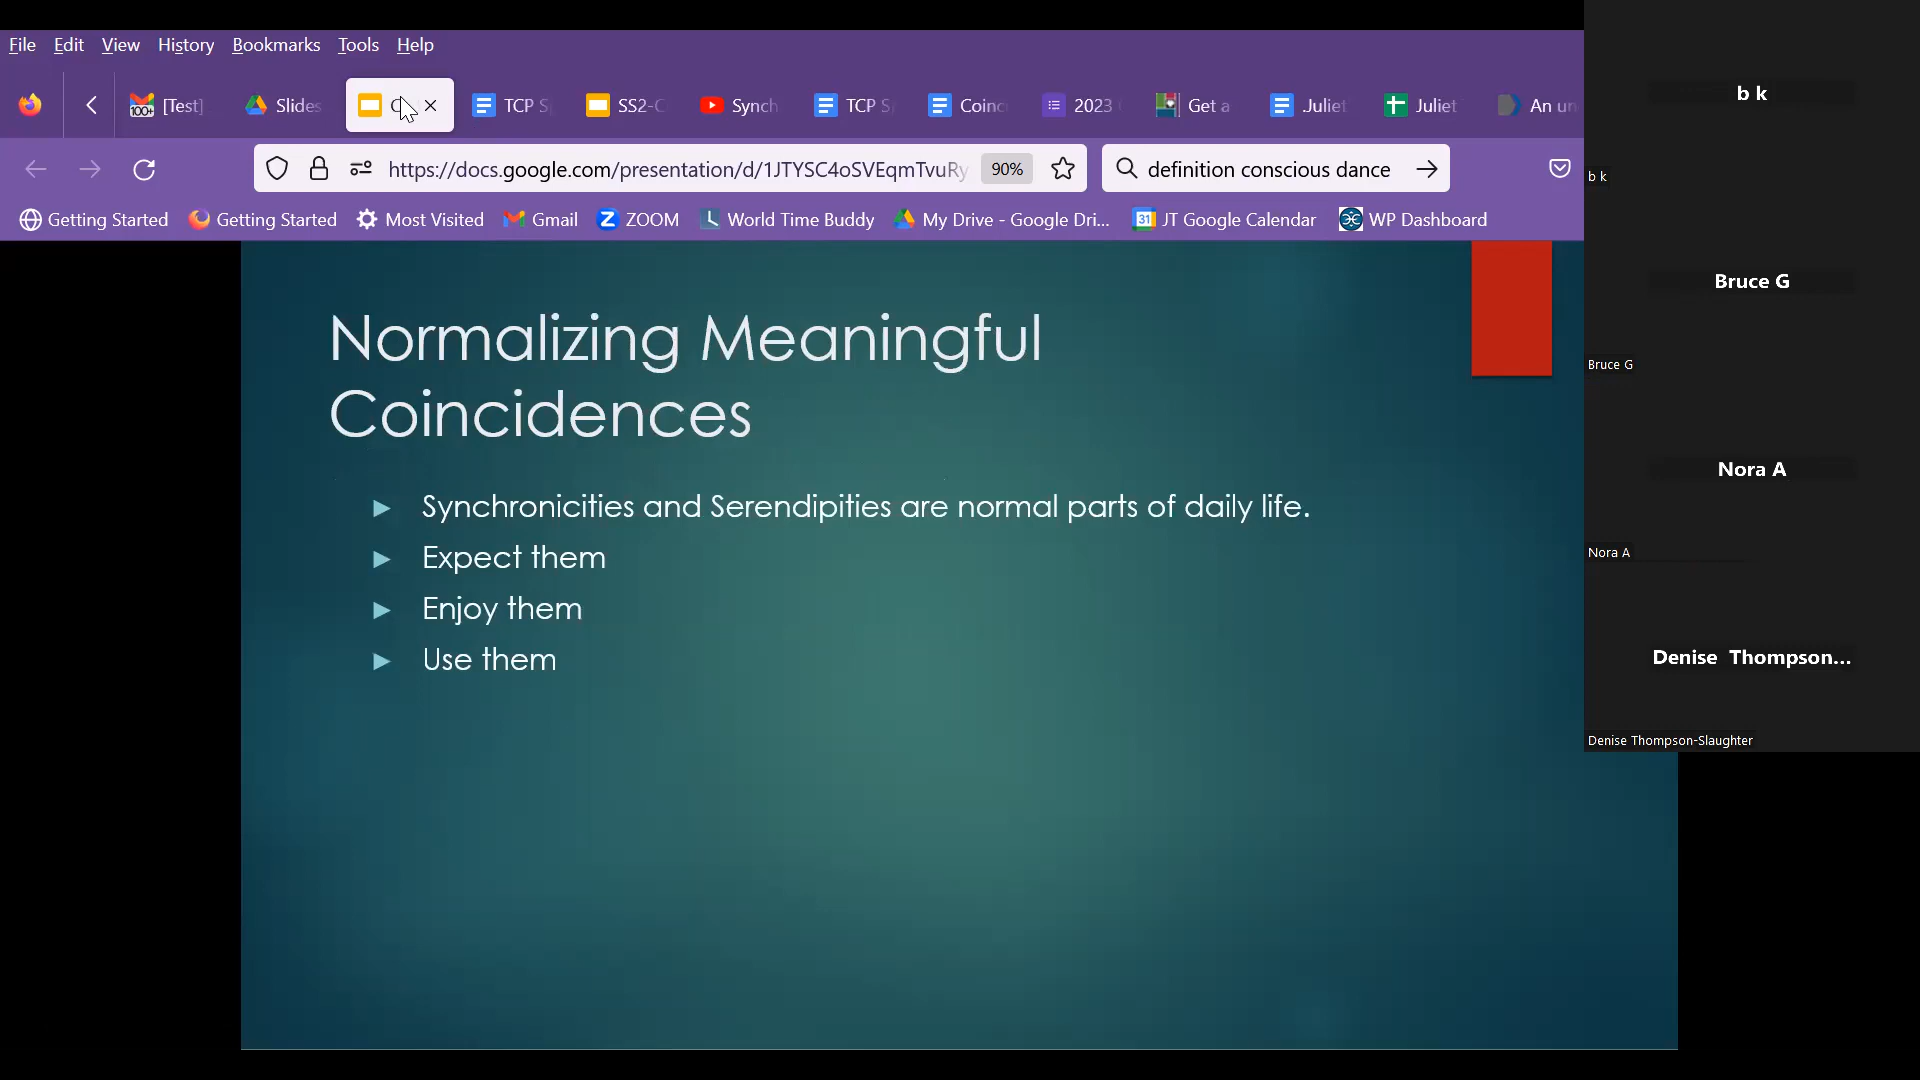 File Edit View History Bookmarks Tools Help
[Test] Slides TCP S SS2-C Synch TCP S Coinc 2023 Get a .Juliet Juliet An un
https://docs.google.com/presentation/d/1JTYSC4oSVEqmTvuRy 90% definition conscious dance
Getting Started Getting Started Most Visited Gmail ZOOM World Time Buddy My Drive - Google Dri... JT Google Calendar WP Dashboard
Normalizing Meaningful
Coincidences
► Synchronicities and Serendipities are normal parts of daily life.
► Expect them
► Enjoy them
► Use them
b k
b k
Bruce G
Bruce G
Nora A
Nora A
Denise Thompson...
Denise Thompson-Slaughter